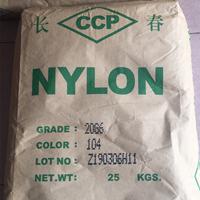 CCP
长 春
NYLON
GRADE : 2066
COLOR : 104
LOT NO : Z190306H11
NET.WT: 25 KGS.